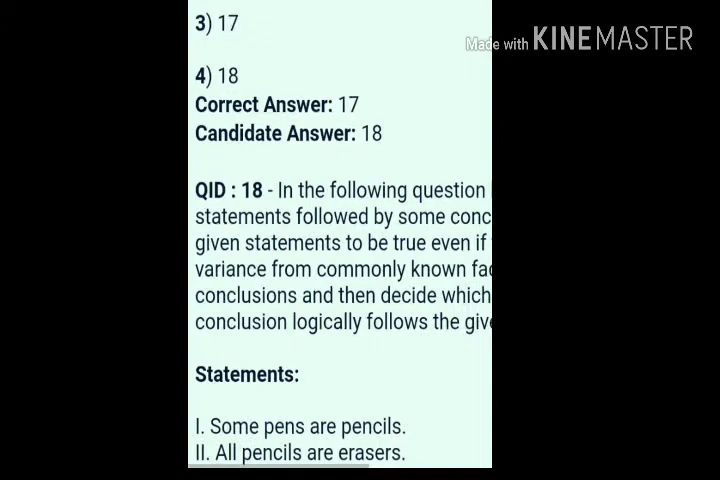 3) 17
Made with KINEMASTER
4) 18
Correct Answer: 17
Candidate Answer: 18
QID : 18 - In the following question
statements followed by some conc
given statements to be true even if
variance from commonly known fac
conclusions and then decide which
conclusion logically follows the give
Statements:
I. Some pens are pencils.
II. All pencils are erasers.